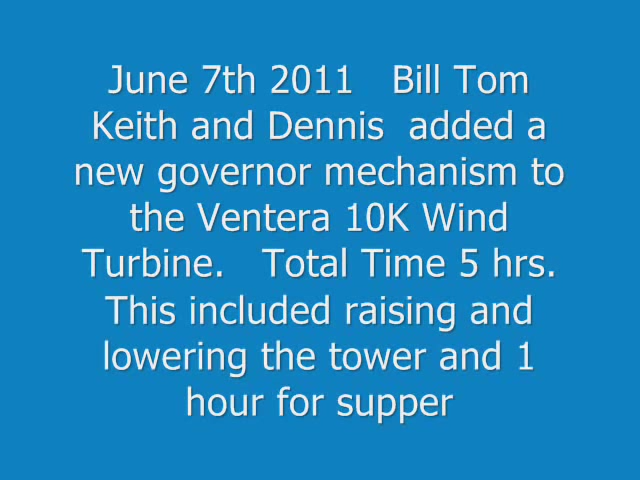 June 7th 2011   Bill Tom
Keith and Dennis  added a
new governor mechanism to
the Ventera 10K Wind
Turbine.   Total Time 5 hrs.
This included raising and
lowering the tower and 1
hour for supper